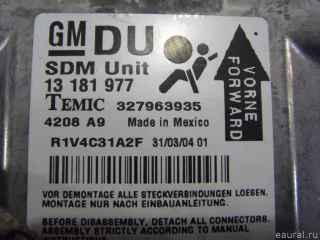 GM DU
SDM Unit
13 181 977
TEMIC 327963935
4208 A9 Made in Mexico
R1V4C31A2F 31/03/04 01
VORNE
FORWARD
VOR DEMONTAGE ALLE STECKVERBINDUNGEN LOESEN.
MONTAGE NUR NACH EINBAUANLEITUNG.
BEFORE DISASSEMBLY, DETACH ALL CONNECTORS.
ASSEMBLY STRICTLY ACCORDING TO MANUAL
eaural.ru